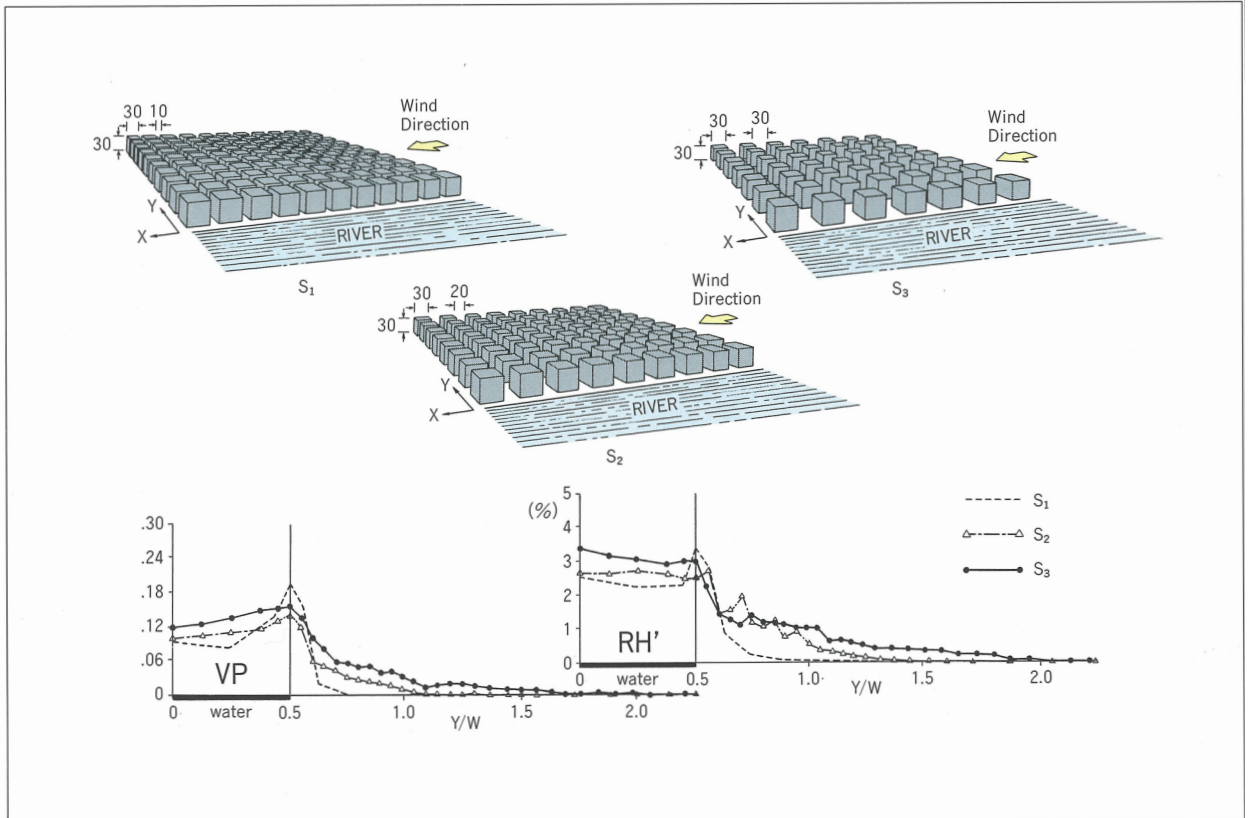 30 10
30
Wind
Direction
Y
X
RIVER
S₁
30 30
30
Wind
Direction
Y
X
RIVER
S₃
30 20
30
Wind
Direction
Y
X
RIVER
S₂
.30
.24
.18
.12
.06
0
VP
0 water 0.5 1.0 Y/W 1.5 2.0
(%)
5
4
3
2
1
0
RH'
0 water 0.5 1.0 Y/W 1.5 2.0
S₁
S₂
S₃